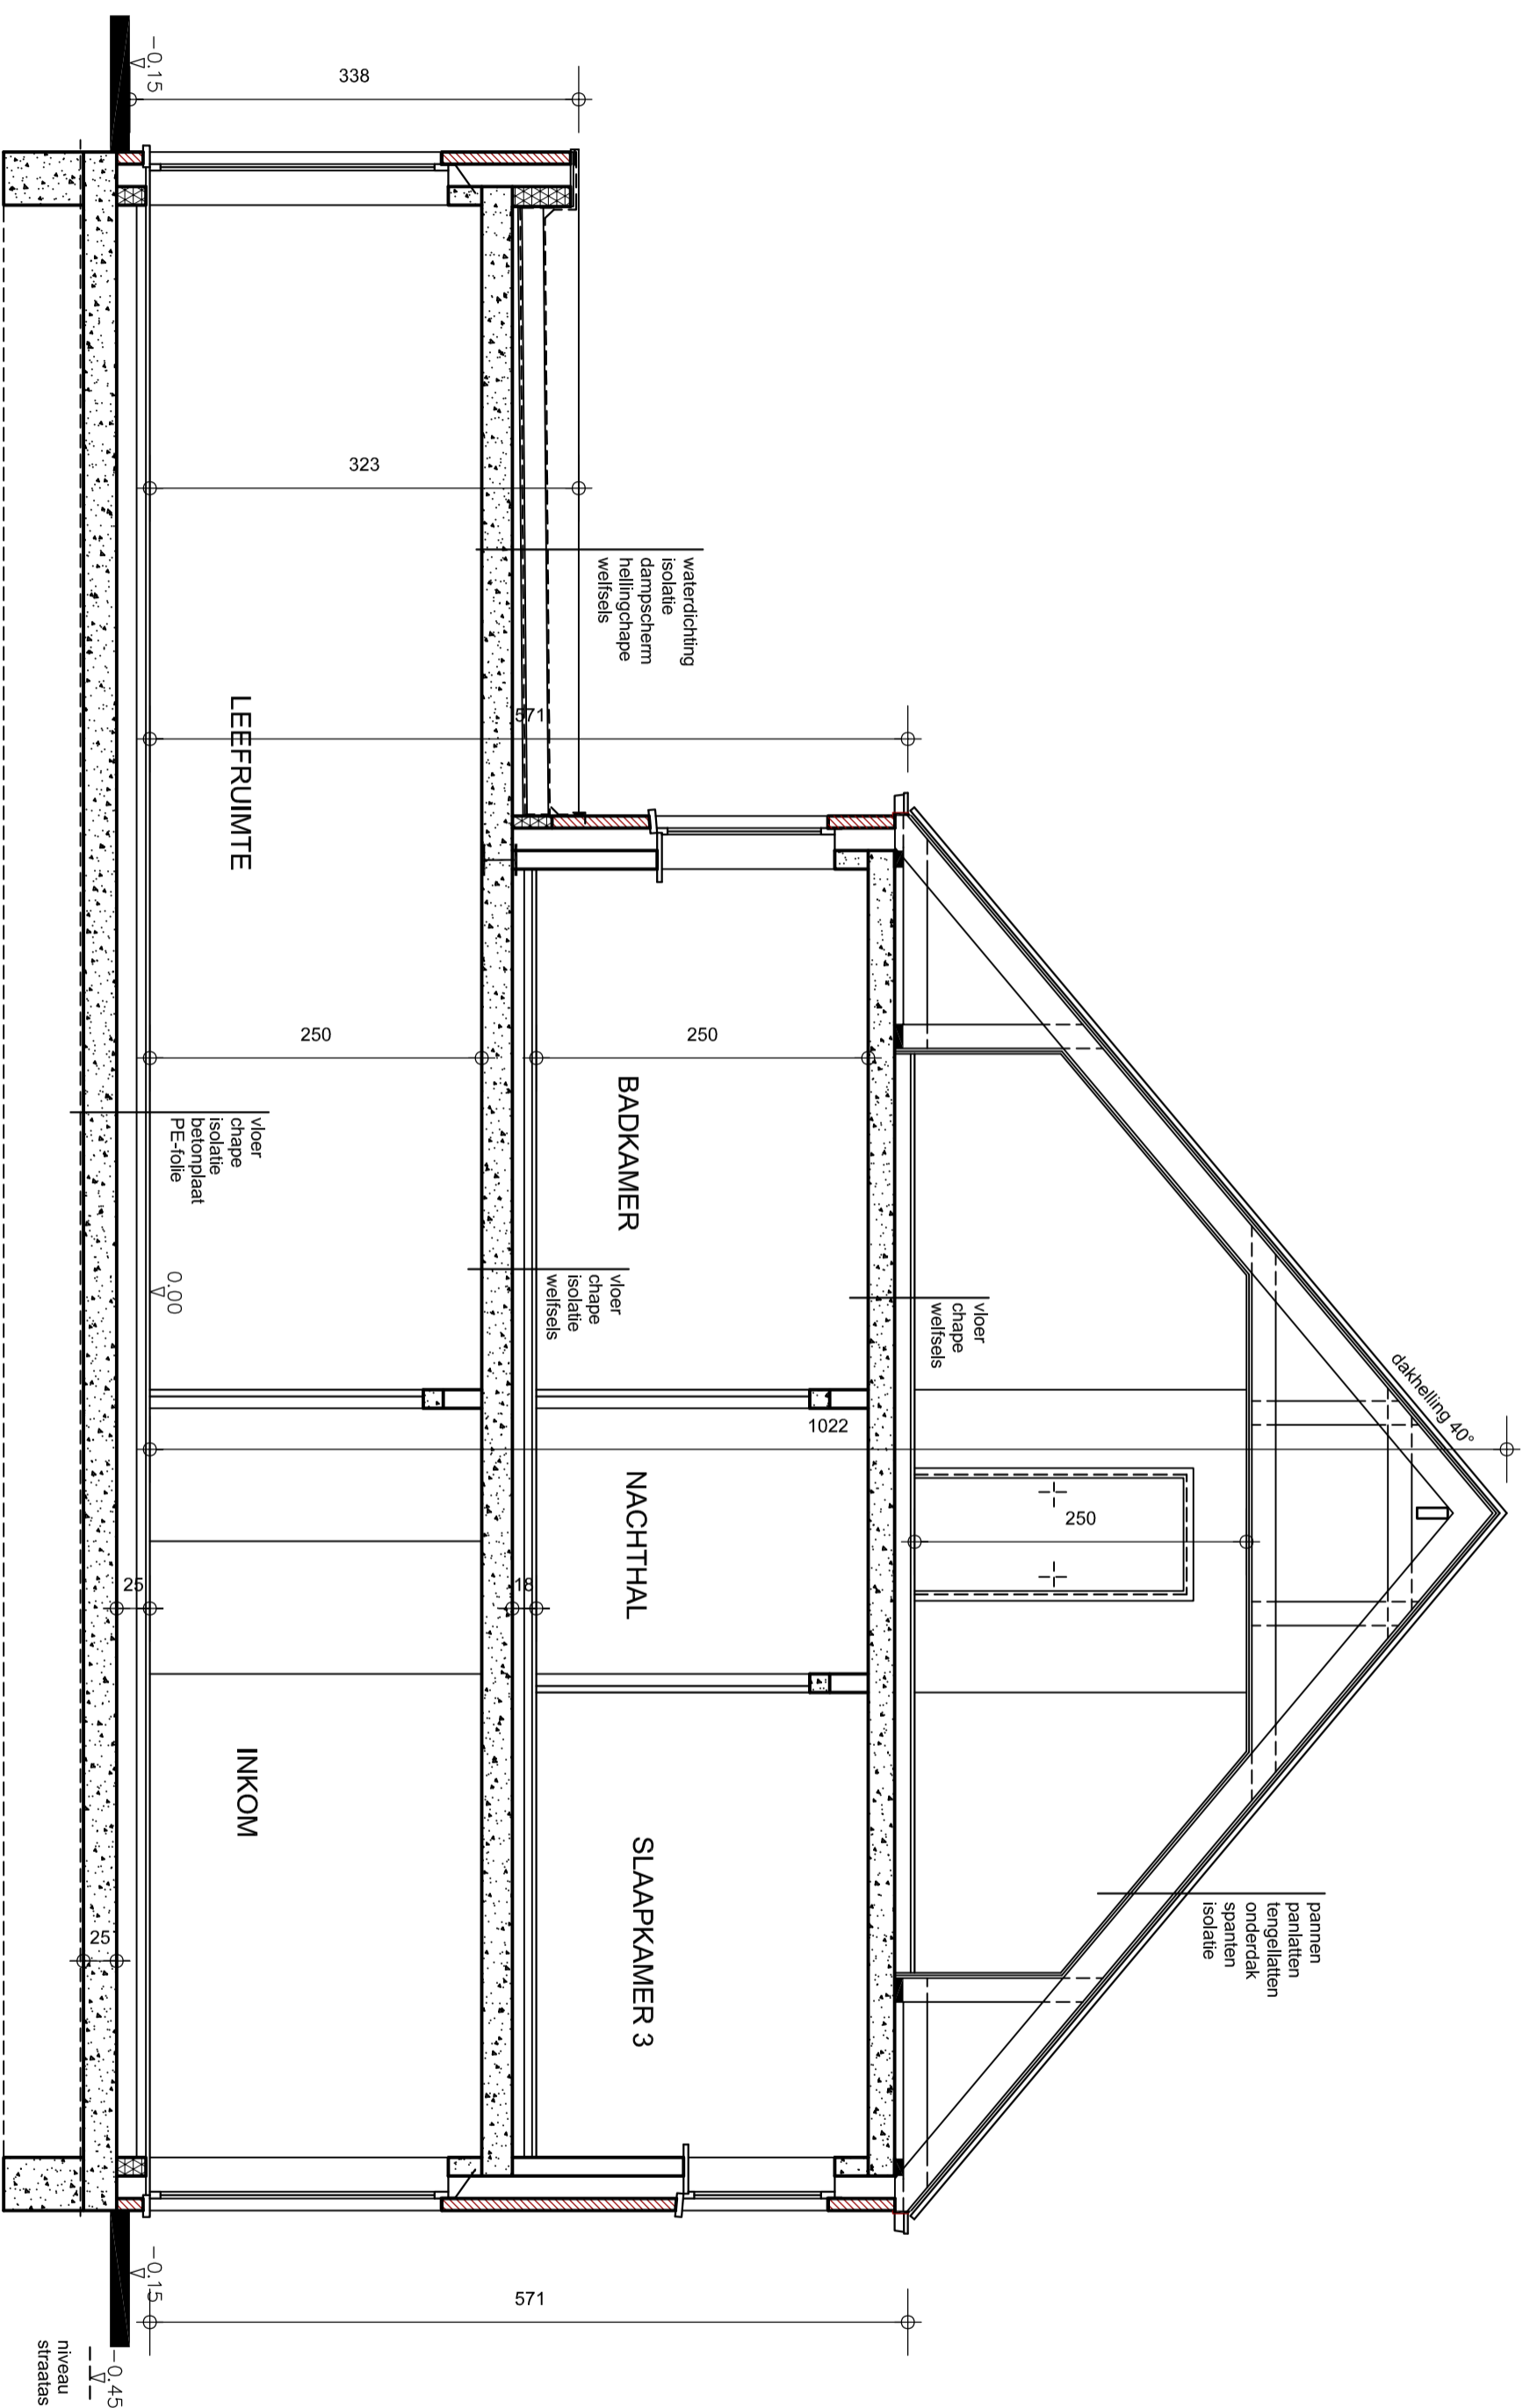 dakhelling 40°
pannen
panlatten
tengellatten
onderdak
spanten
isolatie
250
1022
vloer
chape
welfsels
571
waterdichting
isolatie
dampscherm
hellingchape
welfsels
BADKAMER
NACHTHAL
SLAAPKAMER 3
250
vloer
chape
isolatie
welfsels
18
338
323
250
571
LEEFRUIMTE
INKOM
vloer
chape
isolatie
betonplaat
PE-folie
0.00
25
25
-0.15
-0.15
-0.45
niveau
straatas